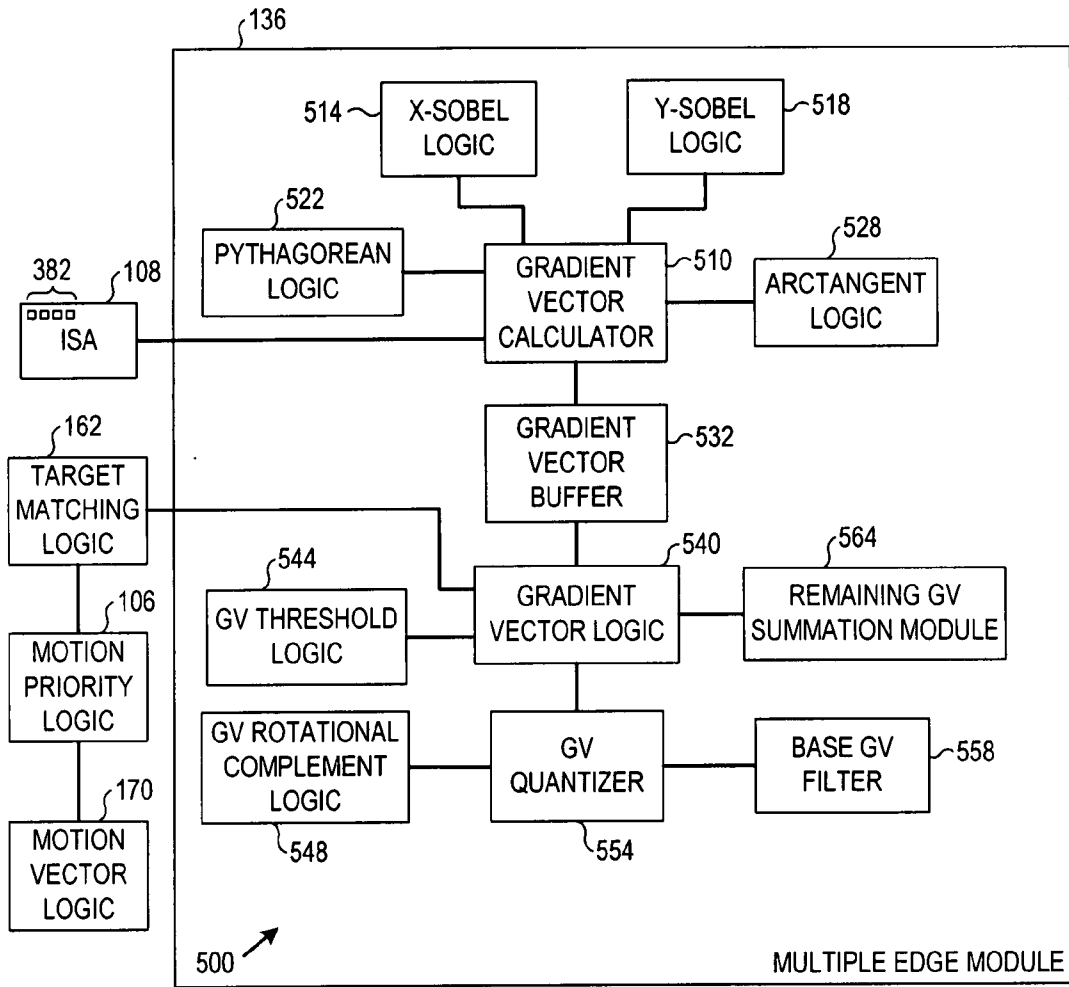 136
514
X-SOBEL
LOGIC
Y-SOBEL
LOGIC
518
522
PYTHAGOREAN
LOGIC
GRADIENT
VECTOR
CALCULATOR
510
528
ARCTANGENT
LOGIC
382
108
ISA
GRADIENT
VECTOR
BUFFER
532
162
TARGET
MATCHING
LOGIC
544
GV THRESHOLD
LOGIC
GRADIENT
VECTOR LOGIC
540
564
REMAINING GV
SUMMATION MODULE
106
MOTION
PRIORITY
LOGIC
GV ROTATIONAL
COMPLEMENT
LOGIC
548
GV
QUANTIZER
554
BASE GV
FILTER
558
170
MOTION
VECTOR
LOGIC
500
MULTIPLE EDGE MODULE